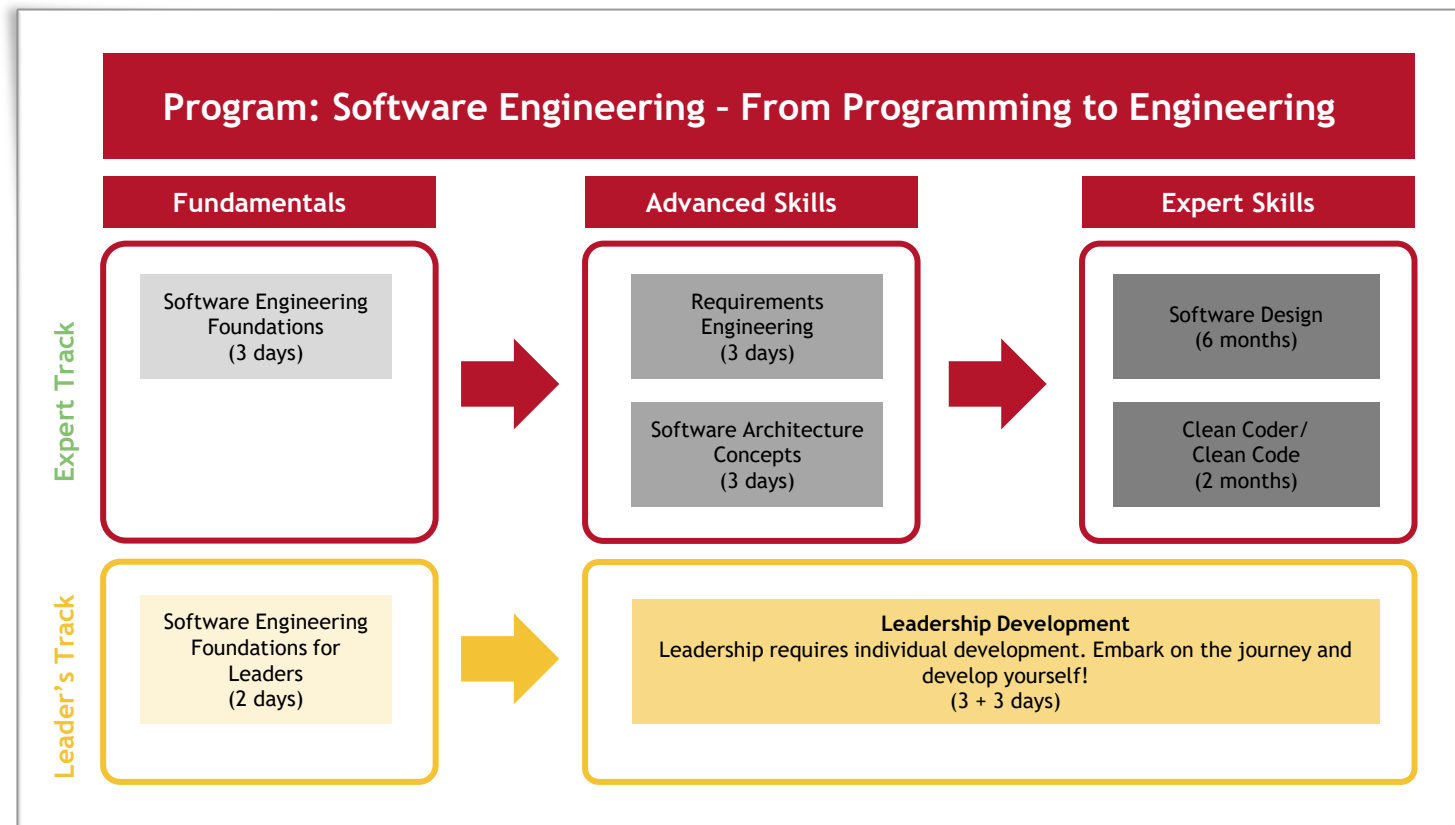 Program: Software Engineering – From Programming to Engineering
Fundamentals
Advanced Skills
Expert Skills
Expert Track
Software Engineering
Foundations
(3 days)
Requirements
Engineering
(3 days)
Software Architecture
Concepts
(3 days)
Software Design
(6 months)
Clean Coder/
Clean Code
(2 months)
Leader's Track
Software Engineering
Foundations for
Leaders
(2 days)
Leadership Development
Leadership requires individual development. Embark on the journey and
develop yourself!
(3 + 3 days)